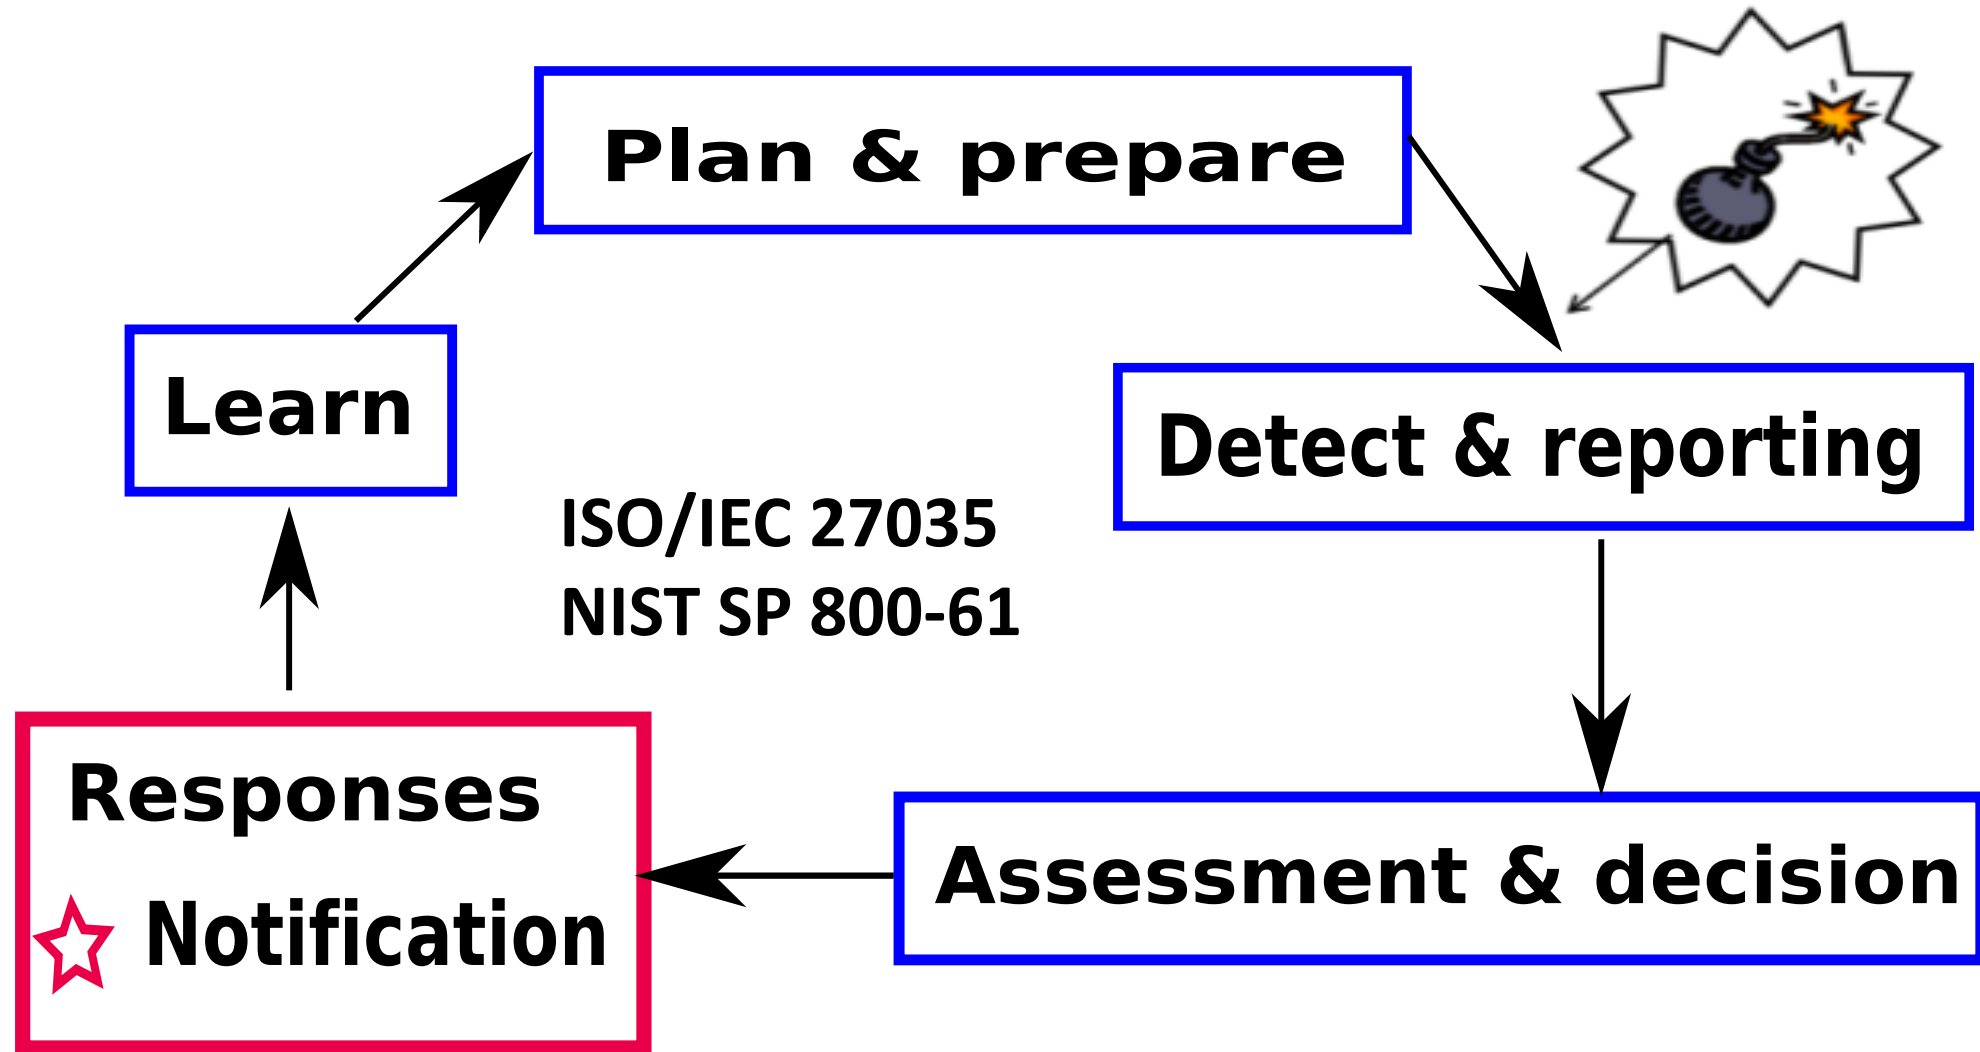 Plan & prepare
Learn
Detect & reporting
ISO/IEC 27035
NIST SP 800-61
Responses
Notification
Assessment & decision